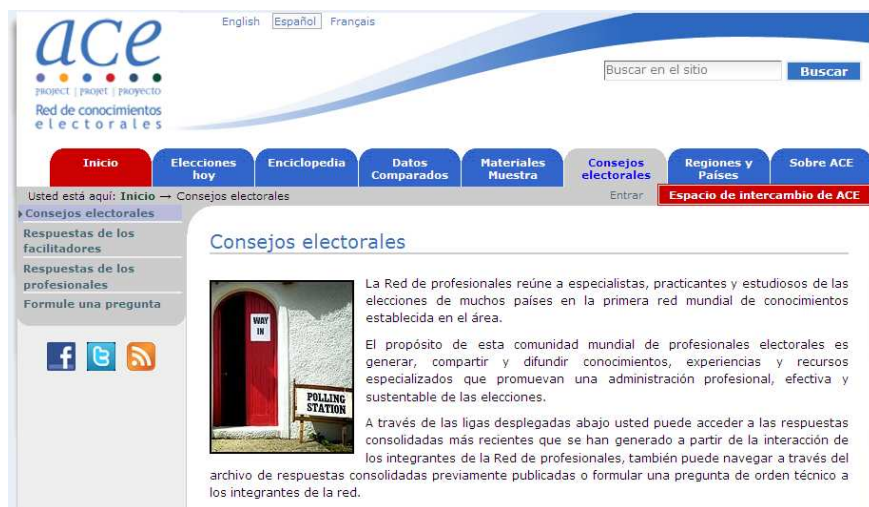 English Español Français
ace
PROJECT | PROJET | PROYECTO
Red de conocimientos
electorales
Buscar en el sitio
Buscar
Inicio
Elecciones
hoy
Enciclopedia
Datos
Comparados
Materiales
Muestra
Consejos
electorales
Regiones y
Países
Sobre ACE
Usted está aquí: Inicio → Consejos electorales
Entrar
Espacio de intercambio de ACE
Consejos electorales
Respuestas de los
facilitadores
Respuestas de los
profesionales
Formule una pregunta
Consejos electorales
WAY
IN
POLLING
STATION
La Red de profesionales reúne a especialistas, practicantes y estudiosos de las
elecciones de muchos países en la primera red mundial de conocimientos
establecida en el área.
El propósito de esta comunidad mundial de profesionales electorales es
generar, compartir y difundir conocimientos, experiencias y recursos
especializados que promuevan una administración profesional, efectiva y
sustentable de las elecciones.
A través de las ligas desplegadas abajo usted puede acceder a las respuestas
consolidadas más recientes que se han generado a partir de la interacción de
los integrantes de la Red de profesionales, también puede navegar a través del
archivo de respuestas consolidadas previamente publicadas o formular una pregunta de orden técnico a
los integrantes de la red.